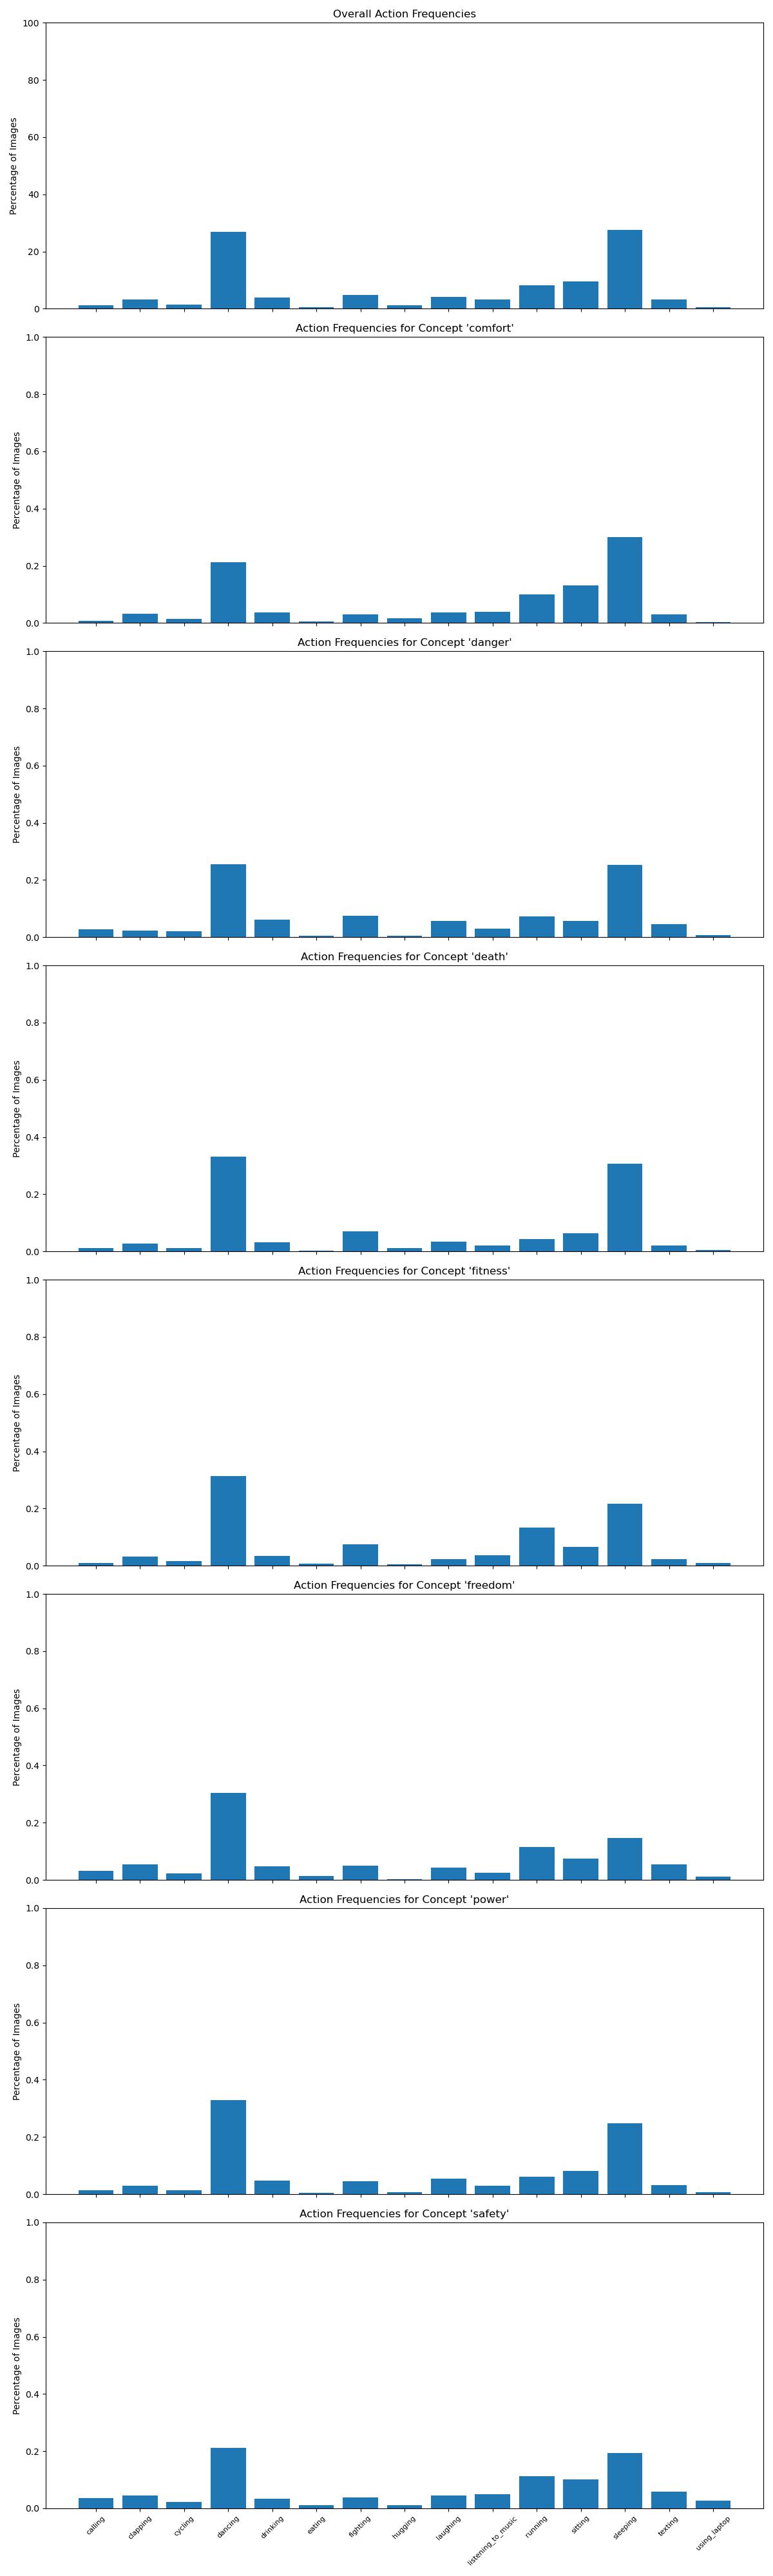 Overall Action Frequencies
Percentage of Images
100
80
60
40
20
0
Action Frequencies for Concept 'comfort'
Percentage of Images
1.0
0.8
0.6
0.4
0.2
0.0
Action Frequencies for Concept 'danger'
Percentage of Images
1.0
0.8
0.6
0.4
0.2
0.0
Action Frequencies for Concept 'death'
Percentage of Images
1.0
0.8
0.6
0.4
0.2
0.0
Action Frequencies for Concept 'fitness'
Percentage of Images
1.0
0.8
0.6
0.4
0.2
0.0
Action Frequencies for Concept 'freedom'
Percentage of Images
1.0
0.8
0.6
0.4
0.2
0.0
Action Frequencies for Concept 'power'
Percentage of Images
1.0
0.8
0.6
0.4
0.2
0.0
Action Frequencies for Concept 'safety'
Percentage of Images
1.0
0.8
0.6
0.4
0.2
0.0
calling
clapping
cycling
dancing
drinking
eating
fighting
hugging
laughing
listening_to_music
running
sitting
sleeping
texting
using_laptop